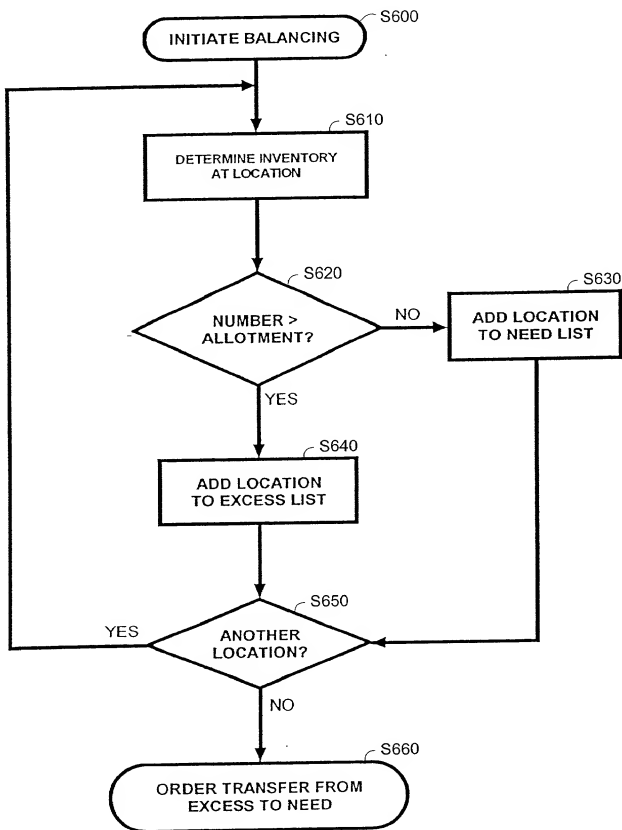 S600
INITIATE BALANCING
S610
DETERMINE INVENTORY
AT LOCATION
S620
NUMBER >
ALLOTMENT?
NO
S630
ADD LOCATION
TO NEED LIST
YES
S640
ADD LOCATION
TO EXCESS LIST
S650
ANOTHER
LOCATION?
YES
NO
S660
ORDER TRANSFER FROM
EXCESS TO NEED